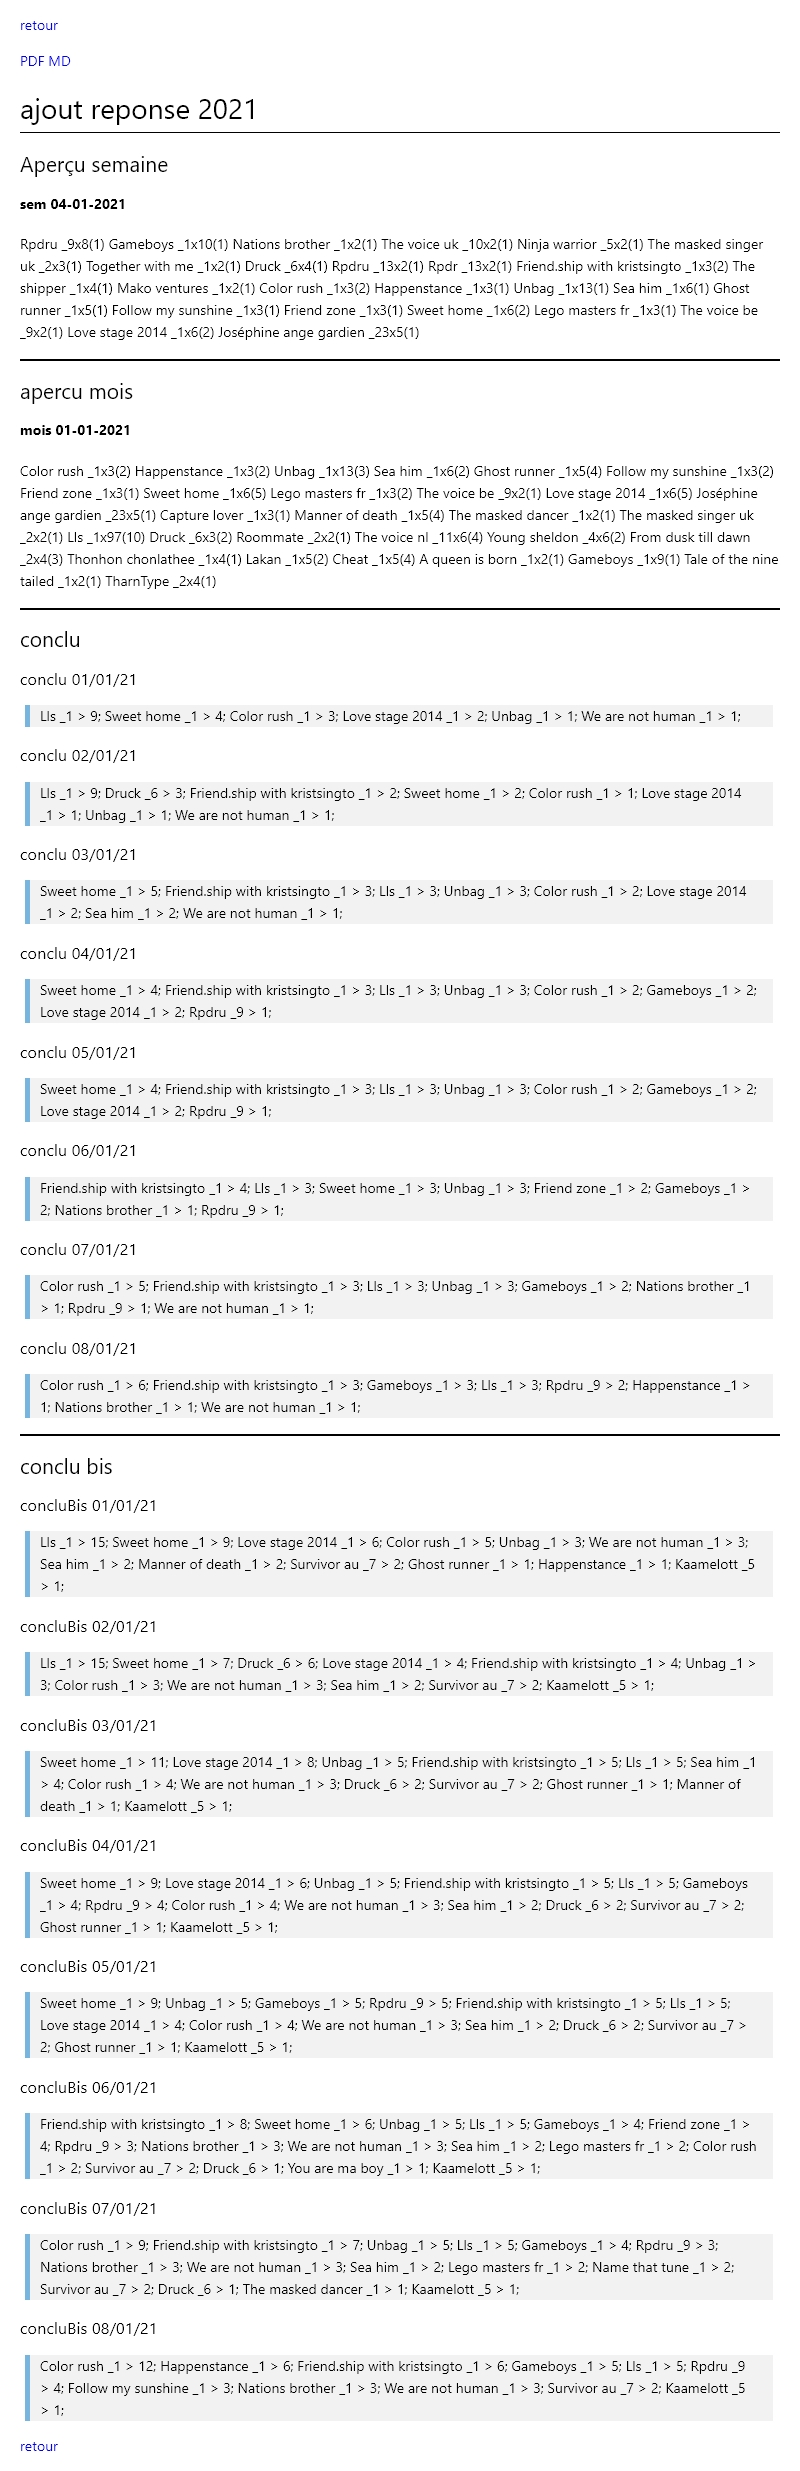 retour
PDF MD
ajout reponse 2021
Aperçu semaine
sem 04-01-2021
Rpdru _9x8(1) Gameboys _1x10(1) Nations brother _1x2(1) The voice uk _10x2(1) Ninja warrior _5x2(1) The masked singer
uk _2x3(1) Together with me _1x2(1) Druck _6x4(1) Rpdru _13x2(1) Rpdr _13x2(1) Friend.ship with kristsingto _1x3(2) The
shipper _1x4(1) Mako ventures _1x2(1) Color rush _1x3(2) Happenstance _1x3(1) Unbag _1x13(1) Sea him _1x6(1) Ghost
runner _1x5(1) Follow my sunshine _1x3(1) Friend zone _1x3(1) Sweet home _1x6(2) Lego masters fr _1x3(1) The voice be
_9x2(1) Love stage 2014 _1x6(2) Joséphine ange gardien _23x5(1)
apercu mois
mois 01-01-2021
Color rush _1x3(2) Happenstance _1x3(2) Unbag _1x13(3) Sea him _1x6(2) Ghost runner _1x5(4) Follow my sunshine _1x3(2)
Friend zone _1x3(1) Sweet home _1x6(5) Lego masters fr _1x3(2) The voice be _9x2(1) Love stage 2014 _1x6(5) Joséphine
ange gardien _23x5(1) Capture lover _1x3(1) Manner of death _1x5(4) The masked dancer _1x2(1) The masked singer uk
_2x2(1) Lls _1x97(10) Druck _6x3(2) Roommate _2x2(1) The voice nl _11x6(4) Young sheldon _4x6(2) From dusk till dawn
_2x4(3) Thonhon chonlathee _1x4(1) Lakan _1x5(2) Cheat _1x5(4) A queen is born _1x2(1) Gameboys _1x9(1) Tale of the nine
tailed _1x2(1) TharnType _2x4(1)
conclu
conclu 01/01/21
Lls _1 > 9; Sweet home _1 > 4; Color rush _1 > 3; Love stage 2014 _1 > 2; Unbag _1 > 1; We are not human _1 > 1;
conclu 02/01/21
Lls _1 > 9; Druck _6 > 3; Friend.ship with kristsingto _1 > 2; Sweet home _1 > 2; Color rush _1 > 1; Love stage 2014
_1 > 1; Unbag _1 > 1; We are not human _1 > 1;
conclu 03/01/21
Sweet home _1 > 5; Friend.ship with kristsingto _1 > 3; Lls _1 > 3; Unbag _1 > 3; Color rush _1 > 2; Love stage 2014
_1 > 2; Sea him _1 > 2; We are not human _1 > 1;
conclu 04/01/21
Sweet home _1 > 4; Friend.ship with kristsingto _1 > 3; Lls _1 > 3; Unbag _1 > 3; Color rush _1 > 2; Gameboys _1 > 2;
Love stage 2014 _1 > 2; Rpdru _9 > 1;
conclu 05/01/21
Sweet home _1 > 4; Friend.ship with kristsingto _1 > 3; Lls _1 > 3; Unbag _1 > 3; Color rush _1 > 2; Gameboys _1 > 2;
Love stage 2014 _1 > 2; Rpdru _9 > 1;
conclu 06/01/21
Friend.ship with kristsingto _1 > 4; Lls _1 > 3; Sweet home _1 > 3; Unbag _1 > 3; Friend zone _1 > 2; Gameboys _1 >
2; Nations brother _1 > 1; Rpdru _9 > 1;
conclu 07/01/21
Color rush _1 > 5; Friend.ship with kristsingto _1 > 3; Lls _1 > 3; Unbag _1 > 3; Gameboys _1 > 2; Nations brother _1
> 1; Rpdru _9 > 1; We are not human _1 > 1;
conclu 08/01/21
Color rush _1 > 6; Friend.ship with kristsingto _1 > 3; Gameboys _1 > 3; Lls _1 > 3; Rpdru _9 > 2; Happenstance _1 >
1; Nations brother _1 > 1; We are not human _1 > 1;
conclu bis
concluBis 01/01/21
Lls _1 > 15; Sweet home _1 > 9; Love stage 2014 _1 > 6; Color rush _1 > 5; Unbag _1 > 3; We are not human _1 > 3;
Sea him _1 > 2; Manner of death _1 > 2; Survivor au _7 > 2; Ghost runner _1 > 1; Happenstance _1 > 1; Kaamelott _5
> 1;
concluBis 02/01/21
Lls _1 > 15; Sweet home _1 > 7; Druck _6 > 6; Love stage 2014 _1 > 4; Friend.ship with kristsingto _1 > 4; Unbag _1 >
3; Color rush _1 > 3; We are not human _1 > 3; Sea him _1 > 2; Survivor au _7 > 2; Kaamelott _5 > 1;
concluBis 03/01/21
Sweet home _1 > 11; Love stage 2014 _1 > 8; Unbag _1 > 5; Friend.ship with kristsingto _1 > 5; Lls _1 > 5; Sea him _1
> 4; Color rush _1 > 4; We are not human _1 > 3; Druck _6 > 2; Survivor au _7 > 2; Ghost runner _1 > 1; Manner of
death _1 > 1; Kaamelott _5 > 1;
concluBis 04/01/21
Sweet home _1 > 9; Love stage 2014 _1 > 6; Unbag _1 > 5; Friend.ship with kristsingto _1 > 5; Lls _1 > 5; Gameboys
_1 > 4; Rpdru _9 > 4; Color rush _1 > 4; We are not human _1 > 3; Sea him _1 > 2; Druck _6 > 2; Survivor au _7 > 2;
Ghost runner _1 > 1; Kaamelott _5 > 1;
concluBis 05/01/21
Sweet home _1 > 9; Unbag _1 > 5; Gameboys _1 > 5; Rpdru _9 > 5; Friend.ship with kristsingto _1 > 5; Lls _1 > 5;
Love stage 2014 _1 > 4; Color rush _1 > 4; We are not human _1 > 3; Sea him _1 > 2; Druck _6 > 2; Survivor au _7 >
2; Ghost runner _1 > 1; Kaamelott _5 > 1;
concluBis 06/01/21
Friend.ship with kristsingto _1 > 8; Sweet home _1 > 6; Unbag _1 > 5; Lls _1 > 5; Gameboys _1 > 4; Friend zone _1 >
4; Rpdru _9 > 3; Nations brother _1 > 3; We are not human _1 > 3; Sea him _1 > 2; Lego masters fr _1 > 2; Color rush
_1 > 2; Survivor au _7 > 2; Druck _6 > 1; You are ma boy _1 > 1; Kaamelott _5 > 1;
concluBis 07/01/21
Color rush _1 > 9; Friend.ship with kristsingto _1 > 7; Unbag _1 > 5; Lls _1 > 5; Gameboys _1 > 4; Rpdru _9 > 3;
Nations brother _1 > 3; We are not human _1 > 3; Sea him _1 > 2; Lego masters fr _1 > 2; Name that tune _1 > 2;
Survivor au _7 > 2; Druck _6 > 1; The masked dancer _1 > 1; Kaamelott _5 > 1;
concluBis 08/01/21
Color rush _1 > 12; Happenstance _1 > 6; Friend.ship with kristsingto _1 > 6; Gameboys _1 > 5; Lls _1 > 5; Rpdru _9
> 4; Follow my sunshine _1 > 3; Nations brother _1 > 3; We are not human _1 > 3; Survivor au _7 > 2; Kaamelott _5
> 1;
retour